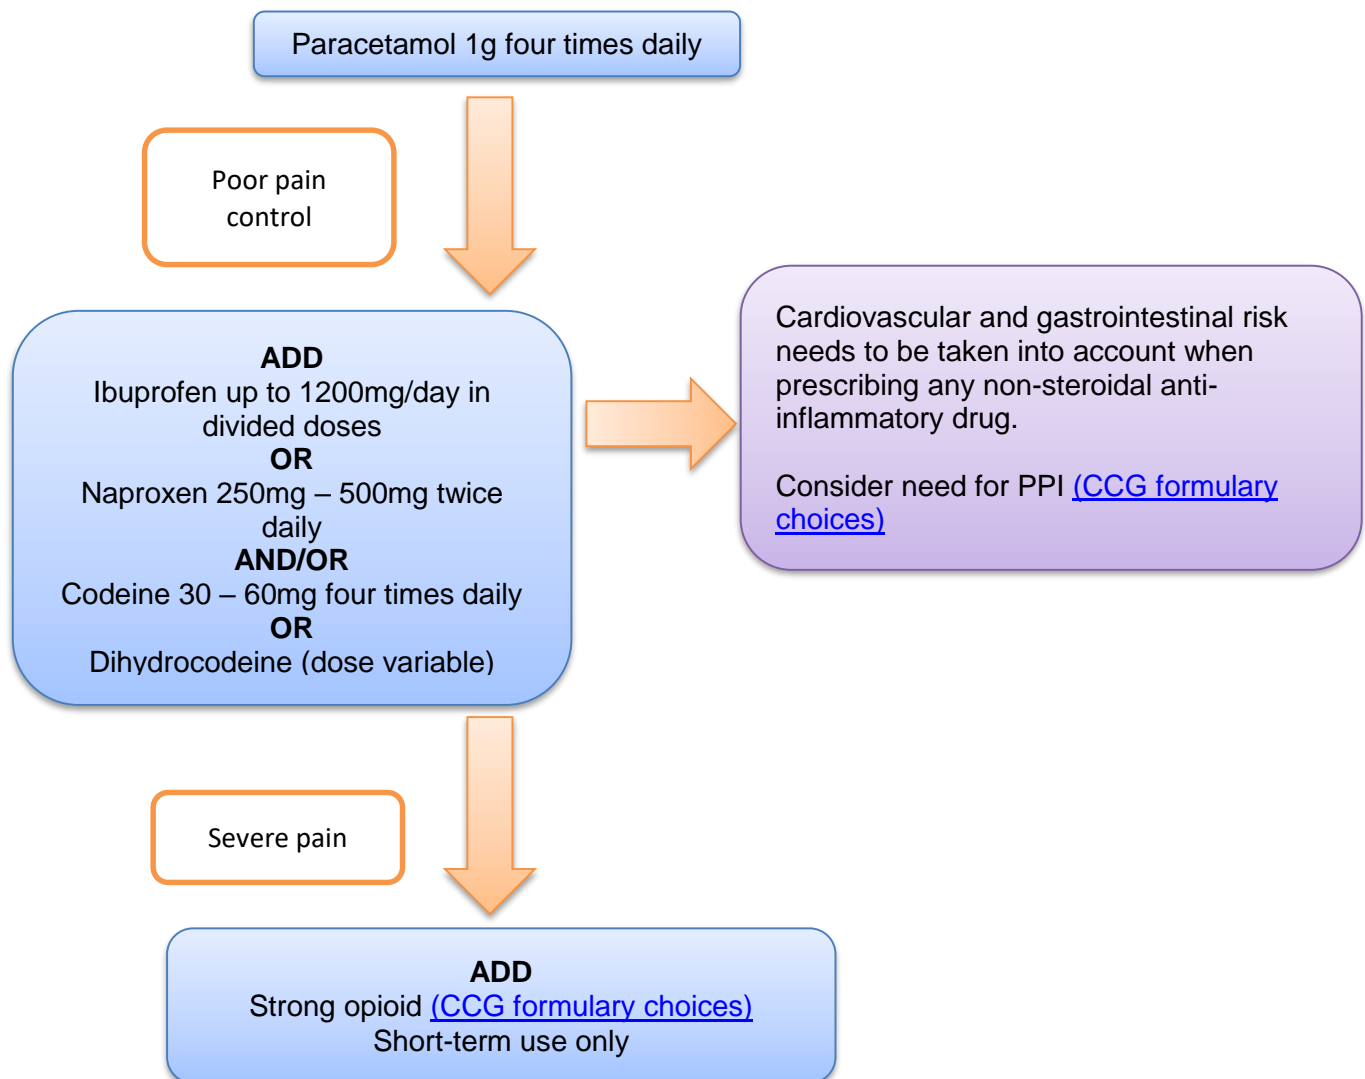 Paracetamol 1g four times daily
Poor pain
control
ADD
Ibuprofen up to 1200mg/day in
divided doses
OR
Naproxen 250mg – 500mg twice
daily
AND/OR
Codeine 30 – 60mg four times daily
OR
Dihydrocodeine (dose variable)
Cardiovascular and gastrointestinal risk
needs to be taken into account when
prescribing any non-steroidal anti-
inflammatory drug.
Consider need for PPI (CCG formulary
choices)
Severe pain
ADD
Strong opioid (CCG formulary choices)
Short-term use only